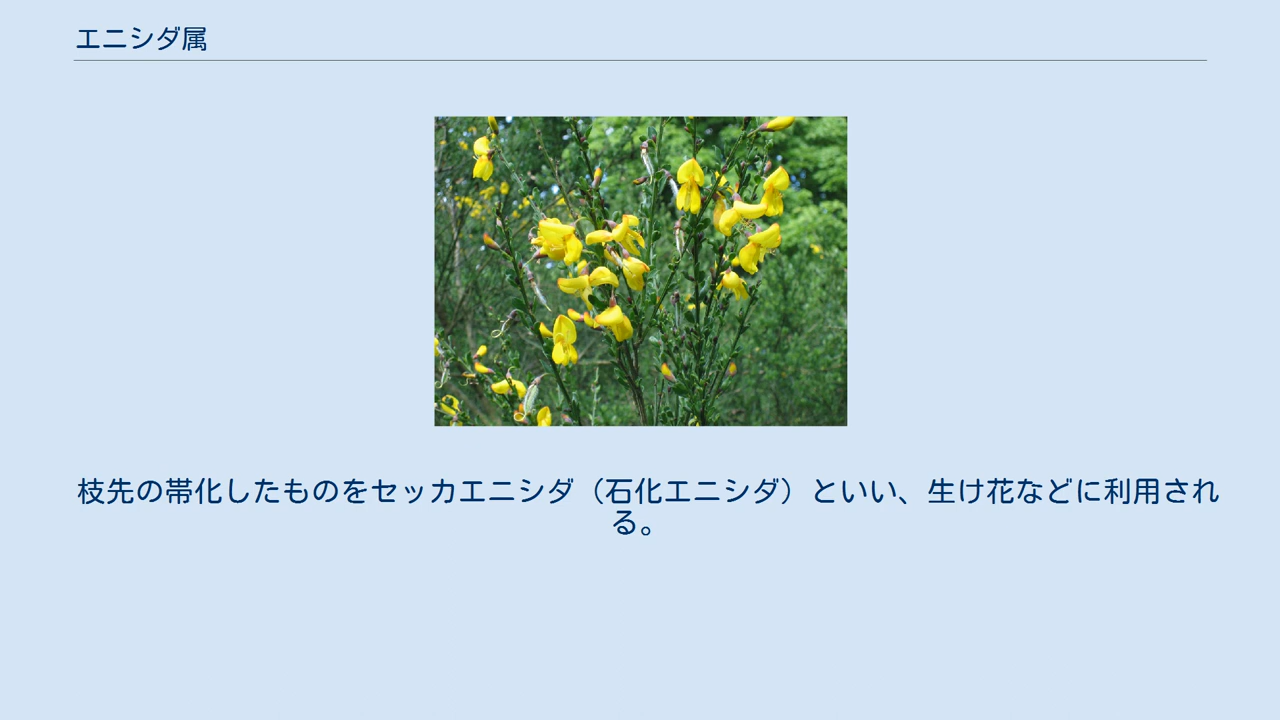 エニシダ属
枝先の帯化したものをセッカエニシダ（石化エニシダ）といい、生け花などに利用され
る。